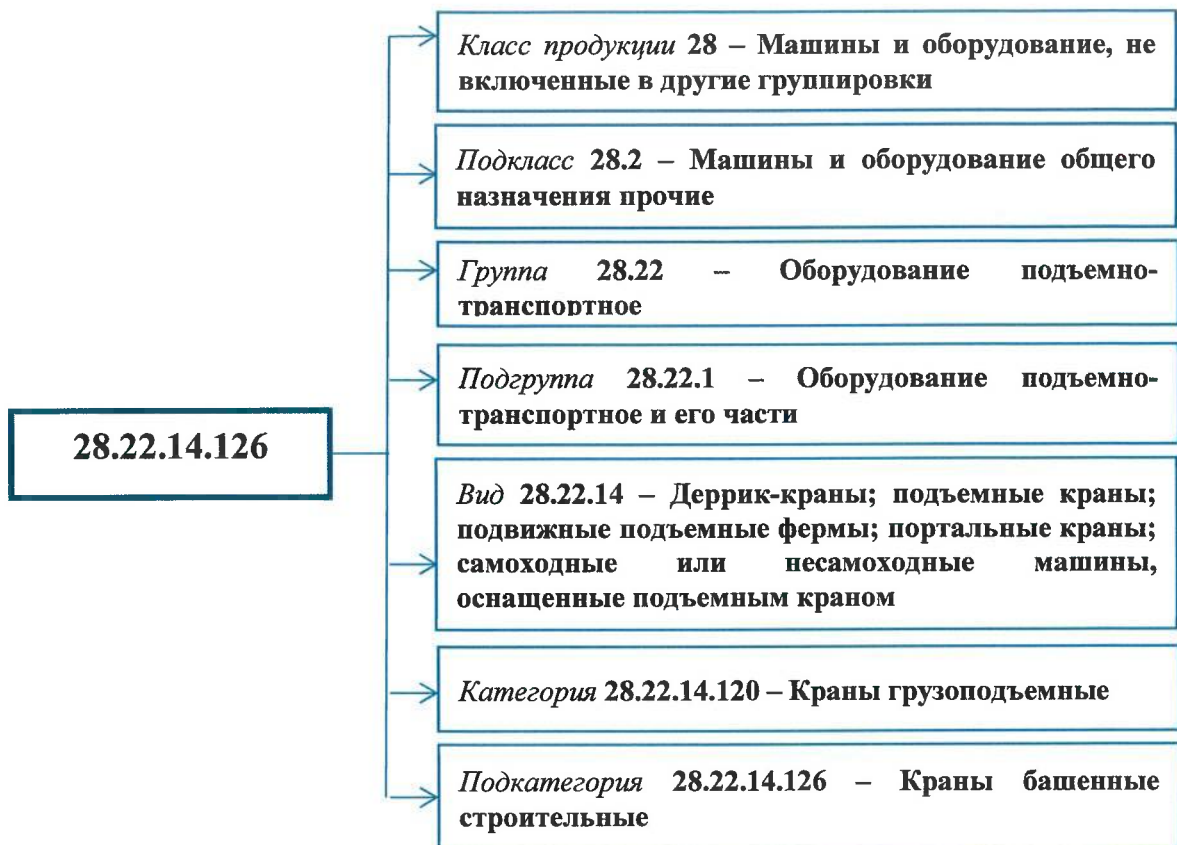 Класс продукции 28 – Машины и оборудование, не
включенные в другие группировки
Подкласс 28.2 – Машины и оборудование общего
назначения прочие
Группа 28.22 – Оборудование подъемно-
транспортное
Подгруппа 28.22.1 – Оборудование подъемно-
транспортное и его части
28.22.14.126
Вид 28.22.14 – Деррик-краны; подъемные краны;
подвижные подъемные фермы; портальные краны;
самоходные или несамоходные машины,
оснащенные подъемным краном
Категория 28.22.14.120 – Краны грузоподъемные
Подкатегория 28.22.14.126 – Краны башенные
строительные